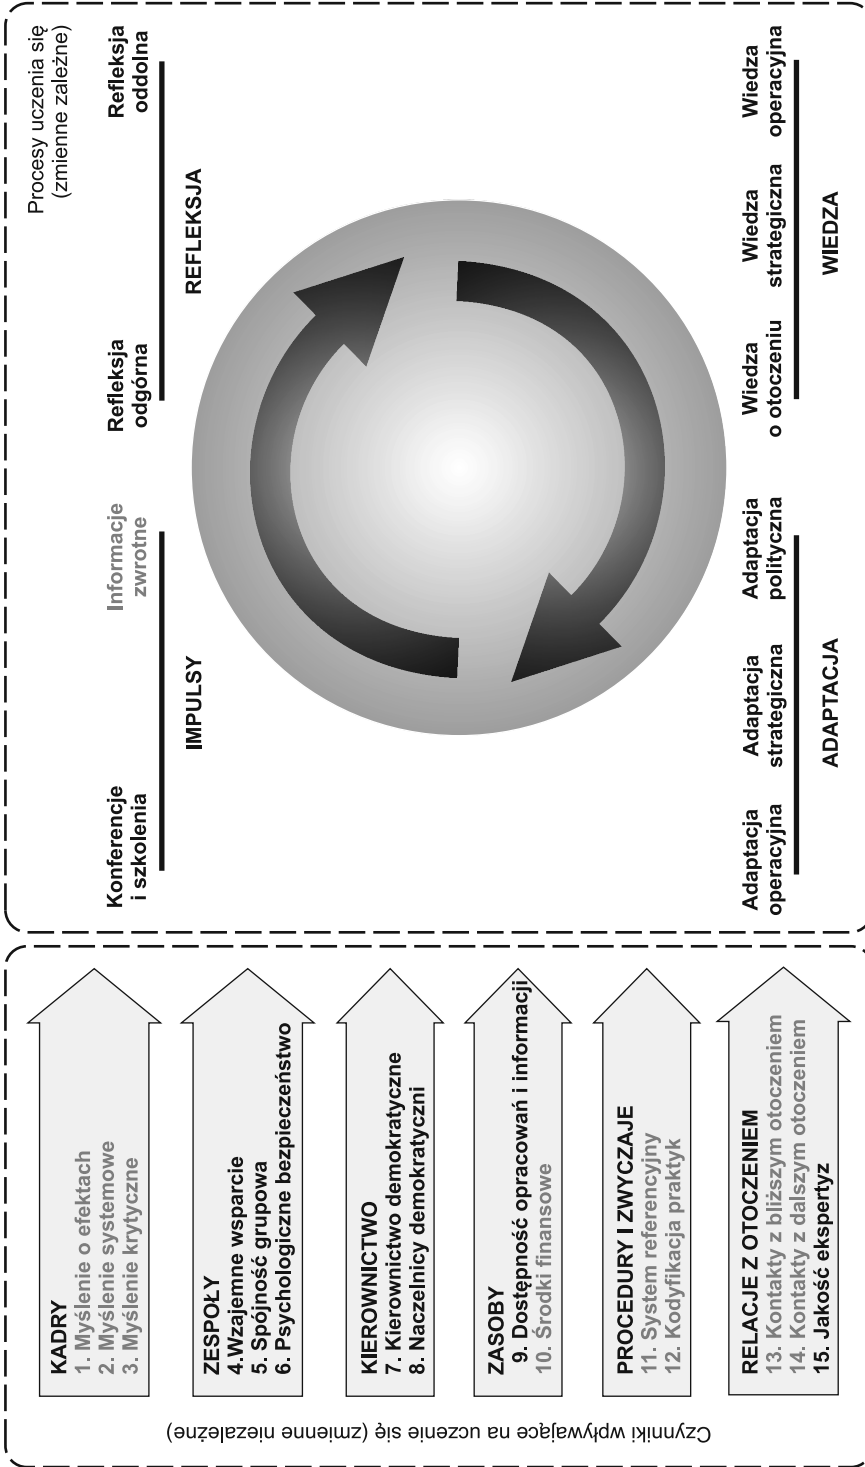 Czynniki wpływające na uczenie się (zmienne niezależne)
KADRY
1. Myślenie o efektach
2. Myślenie systemowe
3. Myślenie krytyczne
ZESPOŁY
4.Wzajemne wsparcie
5. Spójność grupowa
6. Psychologiczne bezpieczeństwo
KIEROWNICTWO
7. Kierownictwo demokratyczne
8. Naczelnicy demokratyczni
ZASOBY
9. Dostępność opracowań i informacji
10. Środki finansowe
PROCEDURY I ZWYCZAJE
11. System referencyjny
12. Kodyfikacja praktyk
RELACJE Z OTOCZENIEM
13. Kontakty z bliższym otoczeniem
14. Kontakty z dalszym otoczeniem
15. Jakość ekspertyz
Procesy uczenia się
(zmienne zależne)
Konferencje
i szkolenia
Informacje
zwrotne
IMPULSY
Refleksja
odgórna
Refleksja
oddolna
REFLEKSJA
Adaptacja
operacyjna
Adaptacja
strategiczna
Adaptacja
polityczna
ADAPTACJA
Wiedza
o otoczeniu
Wiedza
strategiczna
Wiedza
operacyjna
WIEDZA